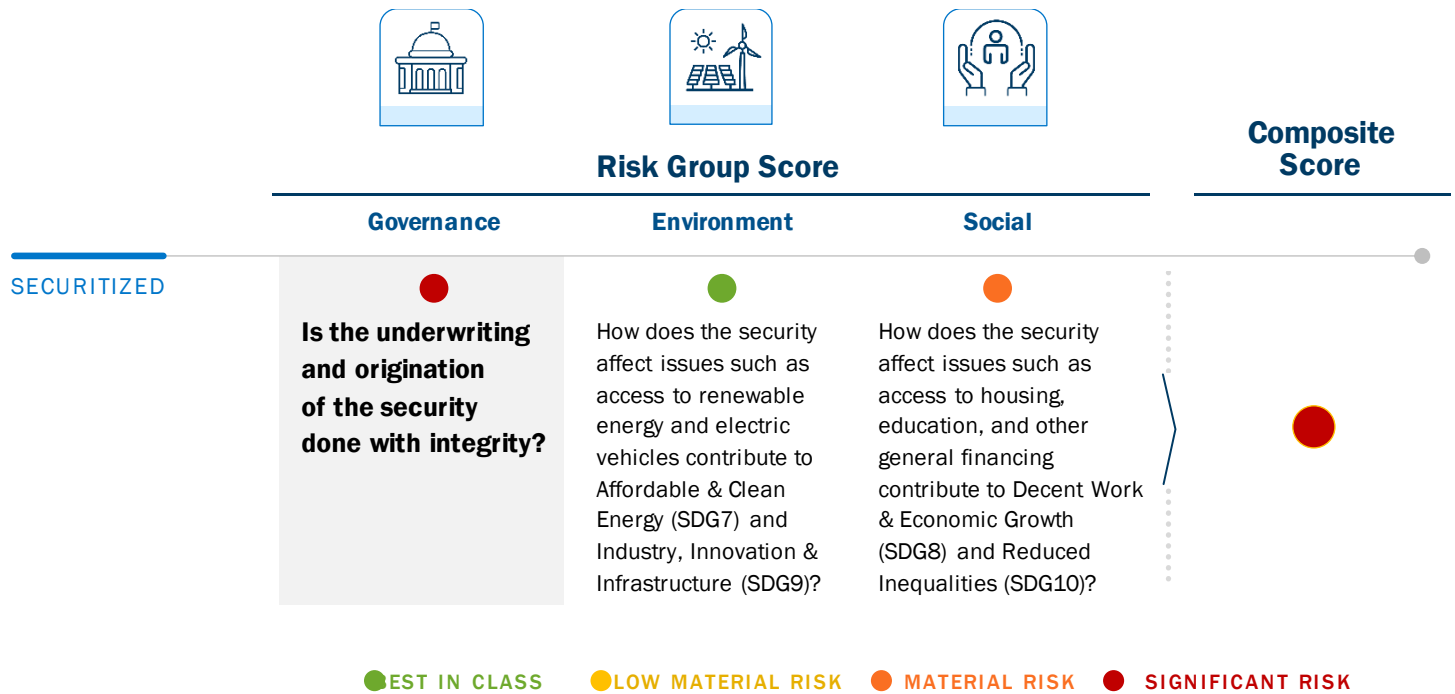 Composite
Score
Risk Group Score
Governance
Environment
Social
SECURITIZED
Is the underwriting
and origination
of the security
done with integrity?
How does the security
affect issues such as
access to renewable
energy and electric
vehicles contribute to
Affordable & Clean
Energy (SDG7) and
Industry, Innovation &
Infrastructure (SDG9)?
How does the security
affect issues such as
access to housing,
education, and other
general financing
contribute to Decent Work
& Economic Growth
(SDG8) and Reduced
Inequalities (SDG10)?
BEST IN CLASS
LOW MATERIAL RISK
MATERIAL RISK
SIGNIFICANT RISK